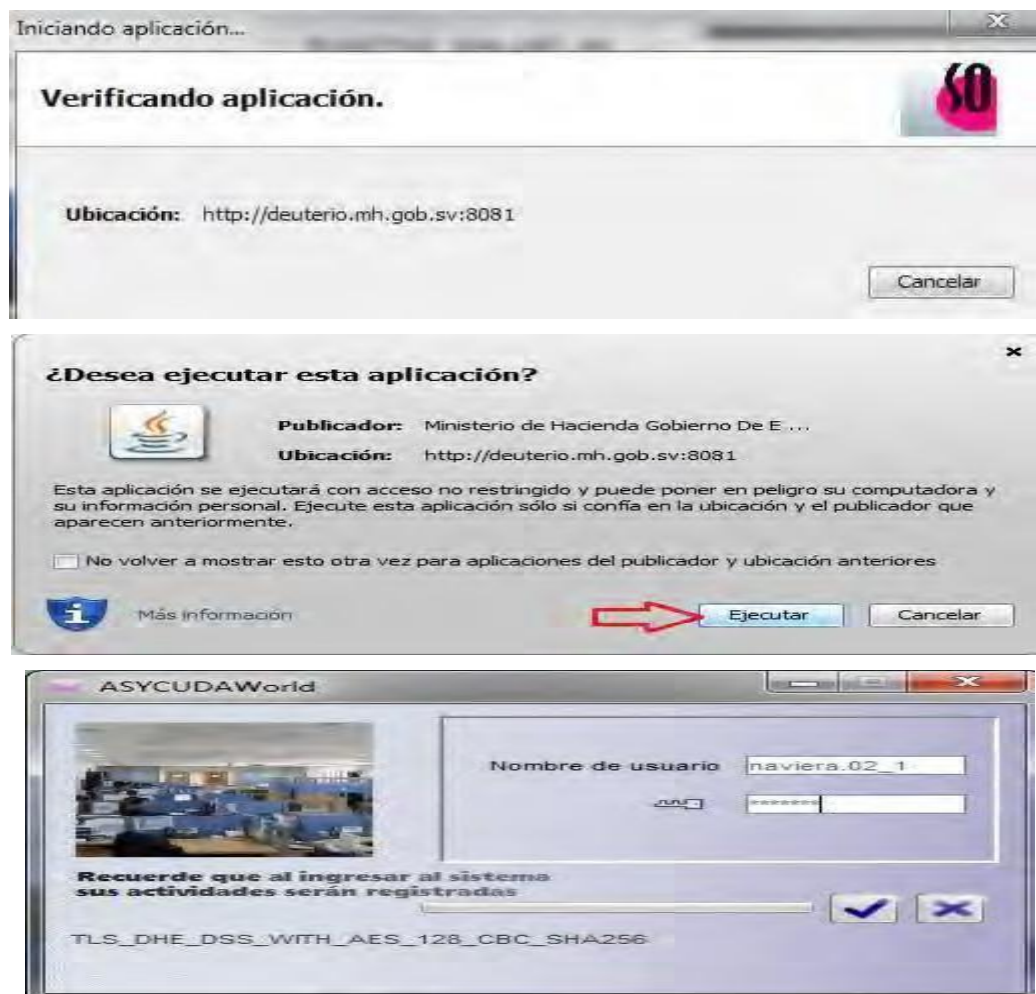 Iniciando aplicación...
Verificando aplicación.
Ubicación: http://deuterio.mh.gob.sv:8081
Cancelar
¿Desea ejecutar esta aplicación?
Publicador: Ministerio de Hacienda Gobierno De E ...
Ubicación: http://deuterio.mh.gob.sv:8081
Esta aplicación se ejecutará con acceso no restringido y puede poner en peligro su computadora y
su información personal. Ejecute esta aplicación sólo si confía en la ubicación y el publicador que
aparecen anteriormente.
No volver a mostrar esto otra vez para aplicaciones del publicador y ubicación anteriores
Más información
Ejecutar
Cancelar
ASYCUDAWorld
Nombre de usuario naviera.02_1
*******
Recuerde que al ingresar al sistema
sus actividades serán registradas
TLS_DHE_DSS_WITH_AES_128_CBC_SHA256